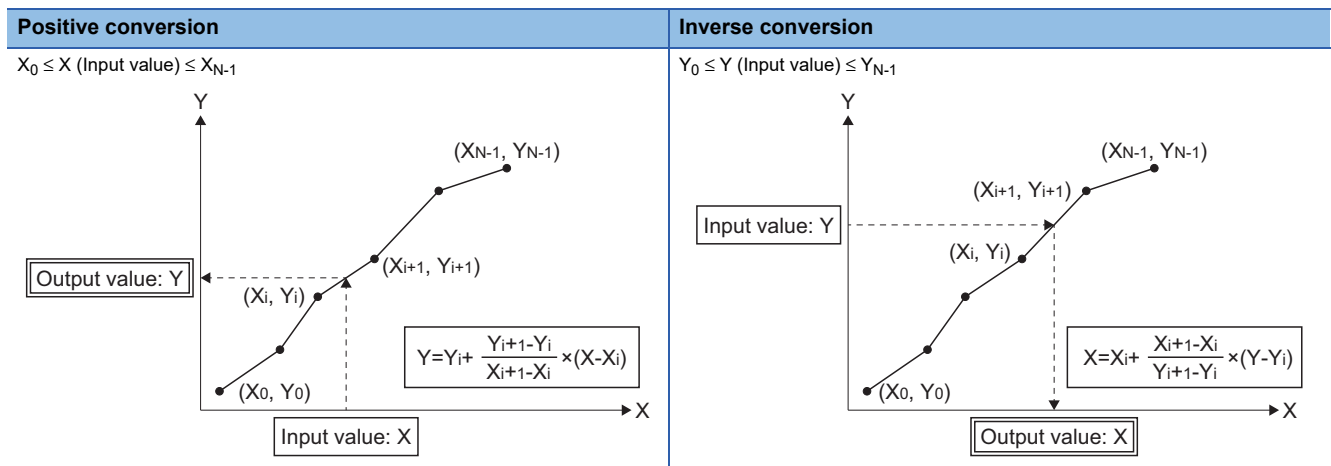 Positive conversion
X0 ≤ X (Input value) ≤ XN-1
Y
(XN-1, YN-1)
(Xi+1, Yi+1)
Output value: Y
(Xi, Yi)
Y=Yi+ Yi+1-Yi / Xi+1-Xi ×(X-Xi)
(X0, Y0)
X
Input value: X
Inverse conversion
Y0 ≤ Y (Input value) ≤ YN-1
Y
(XN-1, YN-1)
(Xi+1, Yi+1)
Input value: Y
(Xi, Yi)
X=Xi+ Xi+1-Xi / Yi+1-Yi ×(Y-Yi)
(X0, Y0)
X
Output value: X